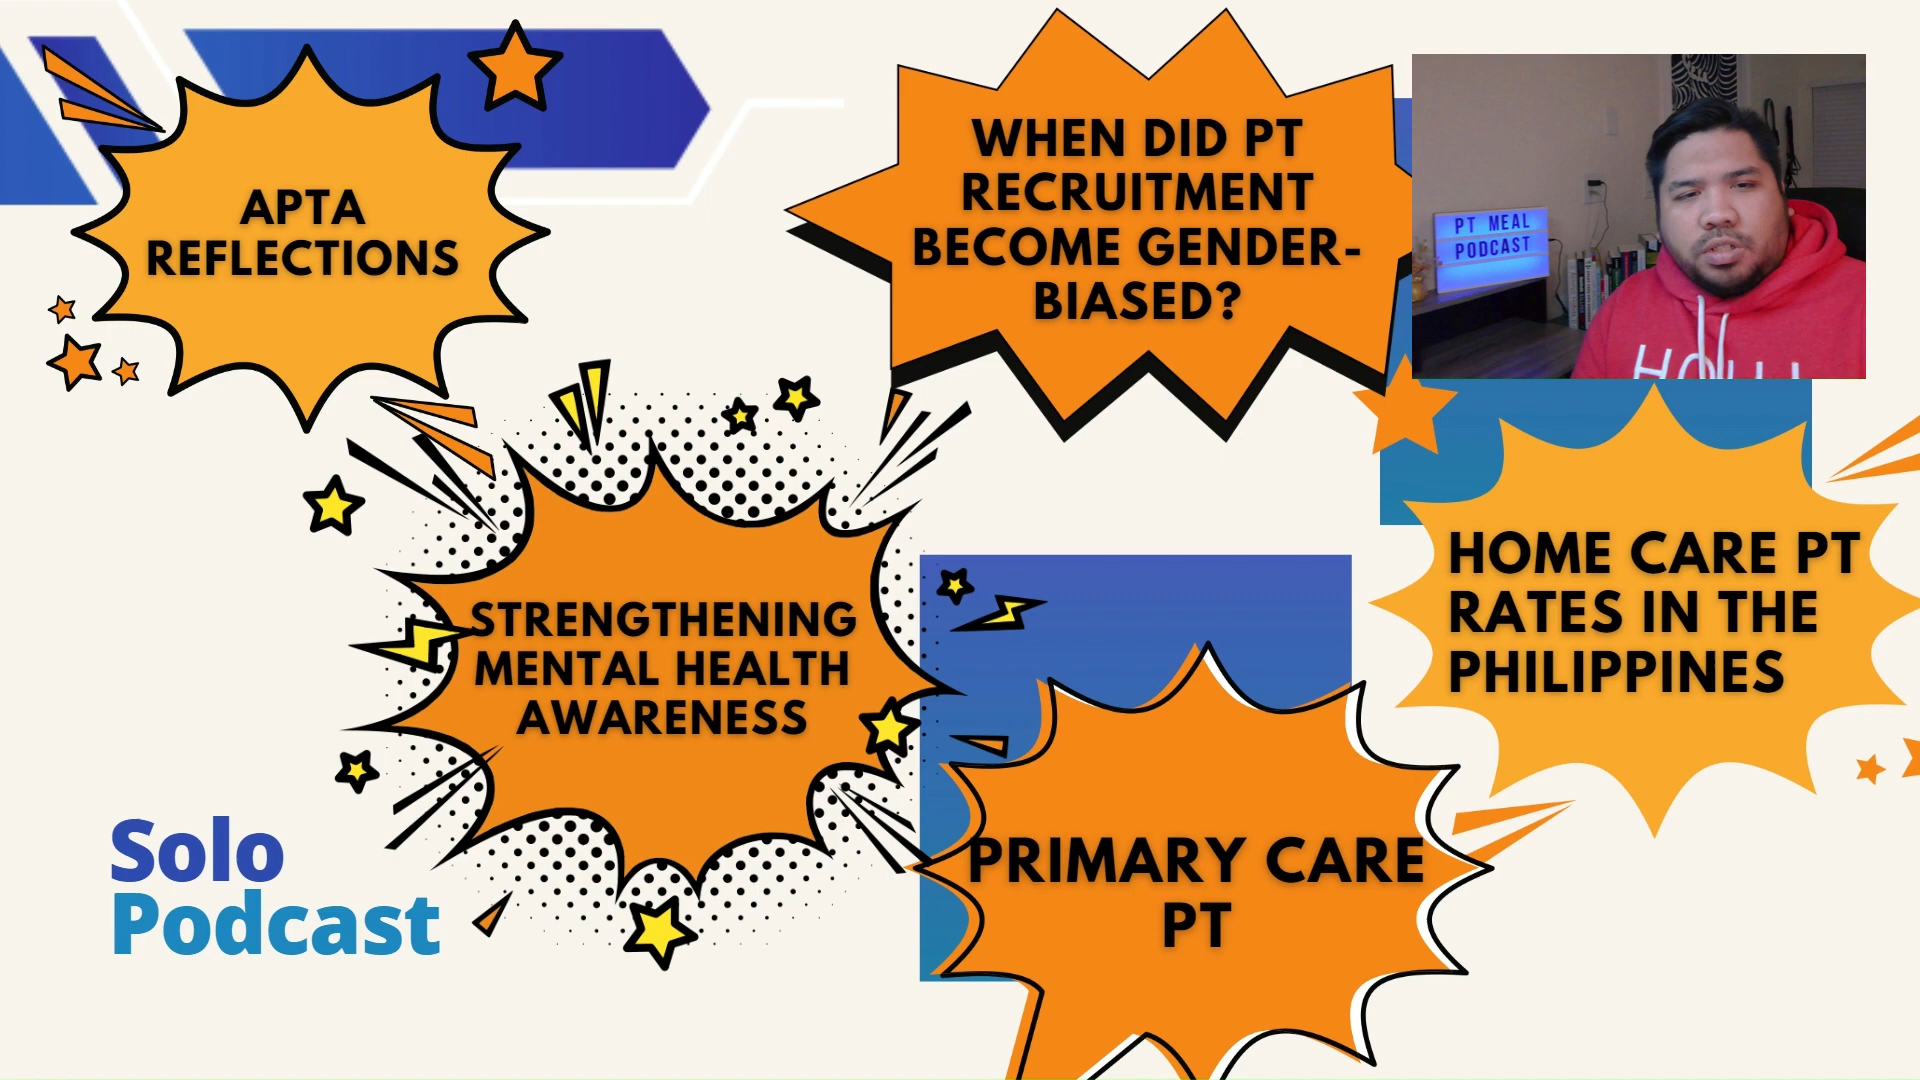 APTA
REFLECTIONS
WHEN DID PT
RECRUITMENT
BECOME GENDER-
BIASED?
PT MEAL
PODCAST
HOME CARE PT
RATES IN THE
PHILIPPINES
STRENGTHENING
MENTAL HEALTH
AWARENESS
PRIMARY CARE
PT
Solo
Podcast